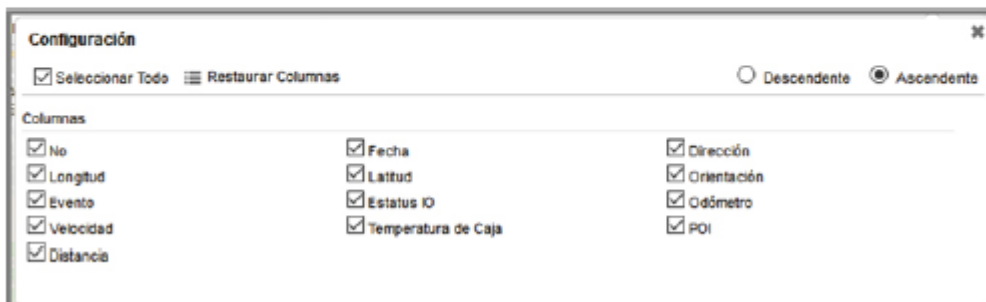 Configuración
Seleccionar Todo Restaurar Columnas Descendente Ascendente
Columnas
No Fecha Dirección
Longitud Latitud Orientación
Evento Estatus IO Odómetro
Velocidad Temperatura de Caja POI
Distancia